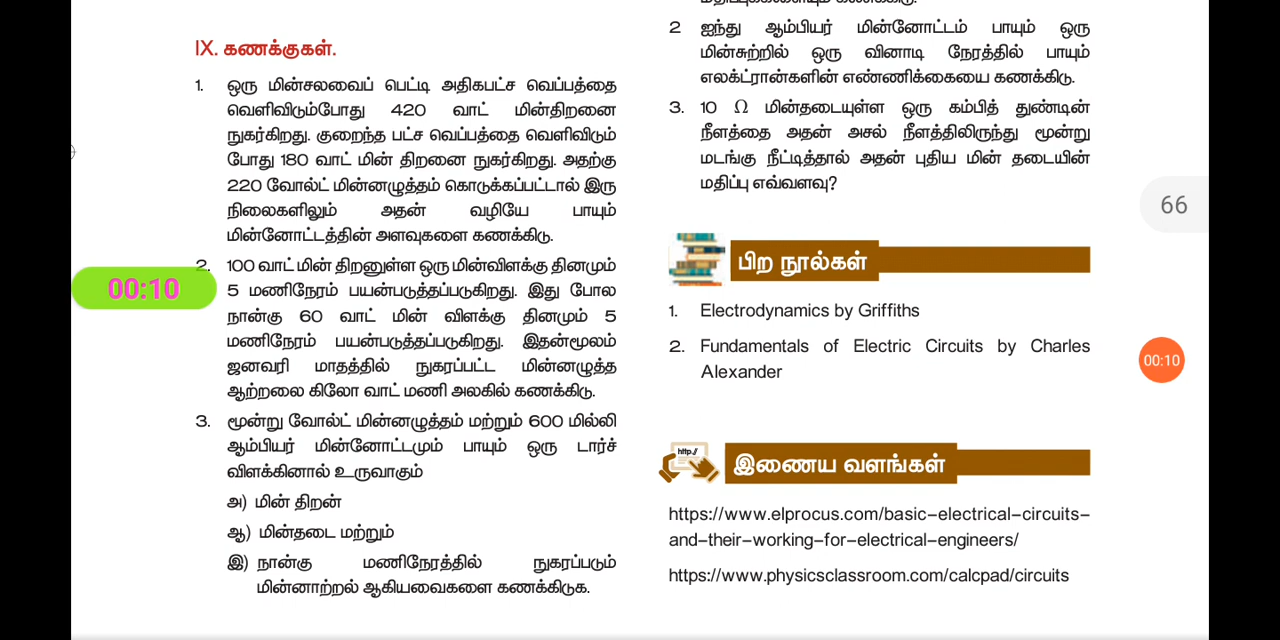 IX. கணக்குகள்.
1. ஒரு மின்சலவைப் பெட்டி அதிகபட்ச வெப்பத்தை
வெளிவிடும்போது 420 வாட் மின்திறனை
நுகர்கிறது. குறைந்த பட்ச வெப்பத்தை வெளிவிடும்
போது 180 வாட் மின் திறனை நுகர்கிறது. அதற்கு
220 வோல்ட் மின்னழுத்தம் கொடுக்கப்பட்டால் இரு
நிலைகளிலும் அதன் வழியே பாயும்
மின்னோட்டத்தின் அளவுகளை கணக்கிடு.
2. 100 வாட் மின் திறனுள்ள ஒரு மின்விளக்கு தினமும்
5 மணிநேரம் பயன்படுத்தப்படுகிறது. இது போல
நான்கு 60 வாட் மின் விளக்கு தினமும் 5
மணிநேரம் பயன்படுத்தப்படுகிறது. இதன்மூலம்
ஜனவரி மாதத்தில் நுகரப்பட்ட மின்னழுத்த
ஆற்றலை கிலோ வாட் மணி அலகில் கணக்கிடு.
3. மூன்று வோல்ட் மின்னழுத்தம் மற்றும் 600 மில்லி
ஆம்பியர் மின்னோட்டமும் பாயும் ஒரு டார்ச்
விளக்கினால் உருவாகும்
அ) மின் திறன்
ஆ) மின்தடை மற்றும்
இ) நான்கு மணிநேரத்தில் நுகரப்படும்
மின்னாற்றல் ஆகியவைகளை கணக்கிடுக.
00:10
2 ஐந்து ஆம்பியர் மின்னோட்டம் பாயும் ஒரு
மின்சுற்றில் ஒரு வினாடி நேரத்தில் பாயும்
எலக்ட்ரான்களின் எண்ணிக்கையை கணக்கிடு.
3. 10 Ω மின்தடையுள்ள ஒரு கம்பித் துண்டின்
நீளத்தை அதன் அசல் நீளத்திலிருந்து மூன்று
மடங்கு நீட்டித்தால் அதன் புதிய மின் தடையின்
மதிப்பு எவ்வளவு?
66
பிற நூல்கள்
1. Electrodynamics by Griffiths
2. Fundamentals of Electric Circuits by Charles
Alexander
00:10
http://
இணைய வளங்கள்
https://www.elprocus.com/basic-electrical-circuits-
and-their-working-for-electrical-engineers/
https://www.physicsclassroom.com/calcpad/circuits